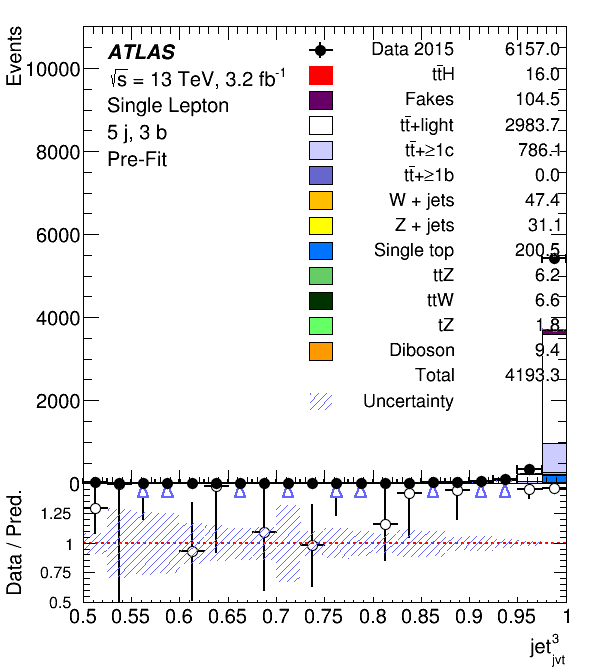 Events
10000
8000
6000
4000
2000
0
ATLAS
√s = 13 TeV, 3.2 fb⁻¹
Single Lepton
5 j, 3 b
Pre-Fit
Data 2015 6157.0
tt̄H 16.0
Fakes 104.5
tt̄+light 2983.7
tt̄+≥1c 786.1
tt̄+≥1b 0.0
W + jets 47.4
Z + jets 31.1
Single top 200.5
ttZ 6.2
ttW 6.6
tZ 1.8
Diboson 9.4
Total 4193.3
Uncertainty
Data / Pred.
1.25
1
0.75
0.5
0.5 0.55 0.6 0.65 0.7 0.75 0.8 0.85 0.9 0.95 1
jet³jvt